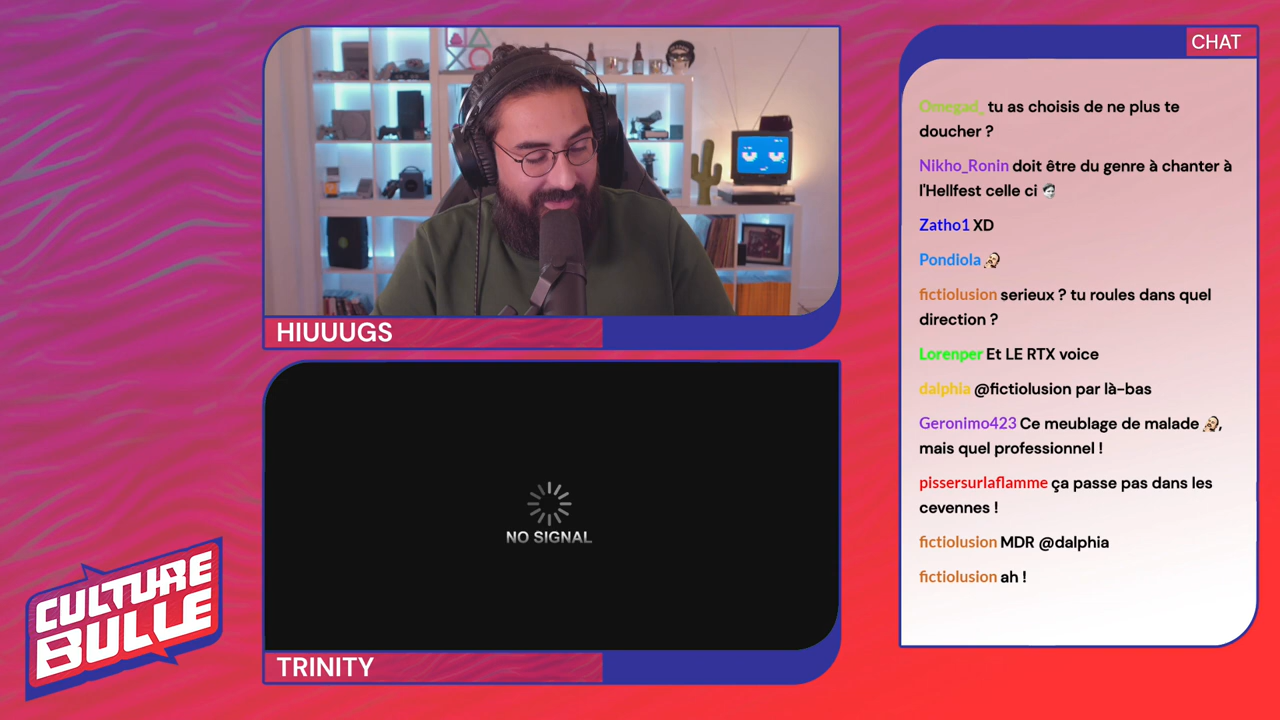 HIUUUGS
NO SIGNAL
TRINITY
CULTURE
BULLE
CHAT
Omegad_ tu as choisis de ne plus te
doucher ?
Nikho_Ronin doit être du genre à chanter à
l'Hellfest celle ci
Zatho1 XD
Pondiola
fictiolusion serieux ? tu roules dans quel
direction ?
Lorenper Et LE RTX voice
dalphia @fictiolusion par là-bas
Geronimo423 Ce meublage de malade ,
mais quel professionnel !
pissersurlaflamme ça passe pas dans les
cevennes !
fictiolusion MDR @dalphia
fictiolusion ah !